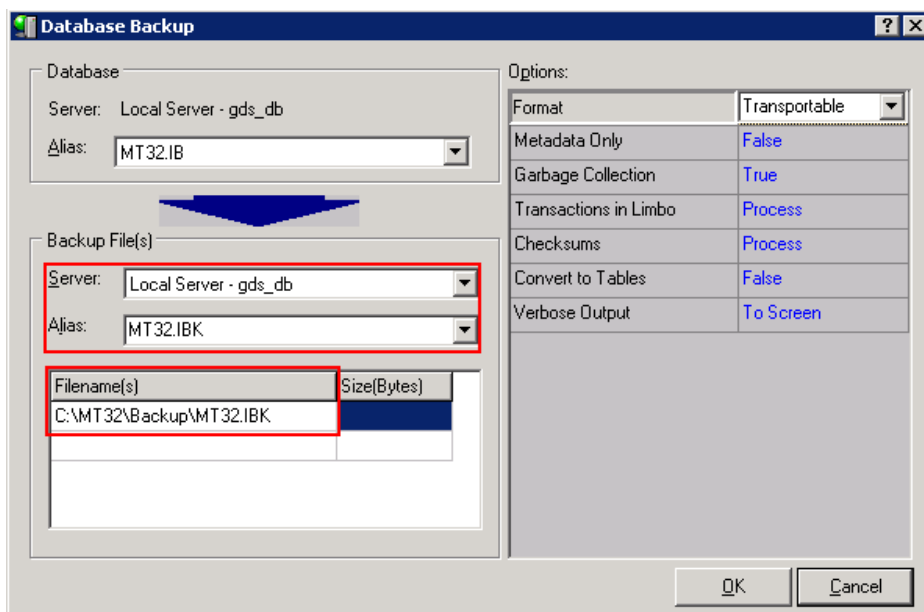 Database Backup
Database
Server: Local Server - gds_db
Alias: MT32.IB
Backup File(s)
Server: Local Server - gds_db
Alias: MT32.IBK
Filename(s) Size(Bytes)
C:\MT32\Backup\MT32.IBK
Options:
Format Transportable
Metadata Only False
Garbage Collection True
Transactions in Limbo Process
Checksums Process
Convert to Tables False
Verbose Output To Screen
OK Cancel